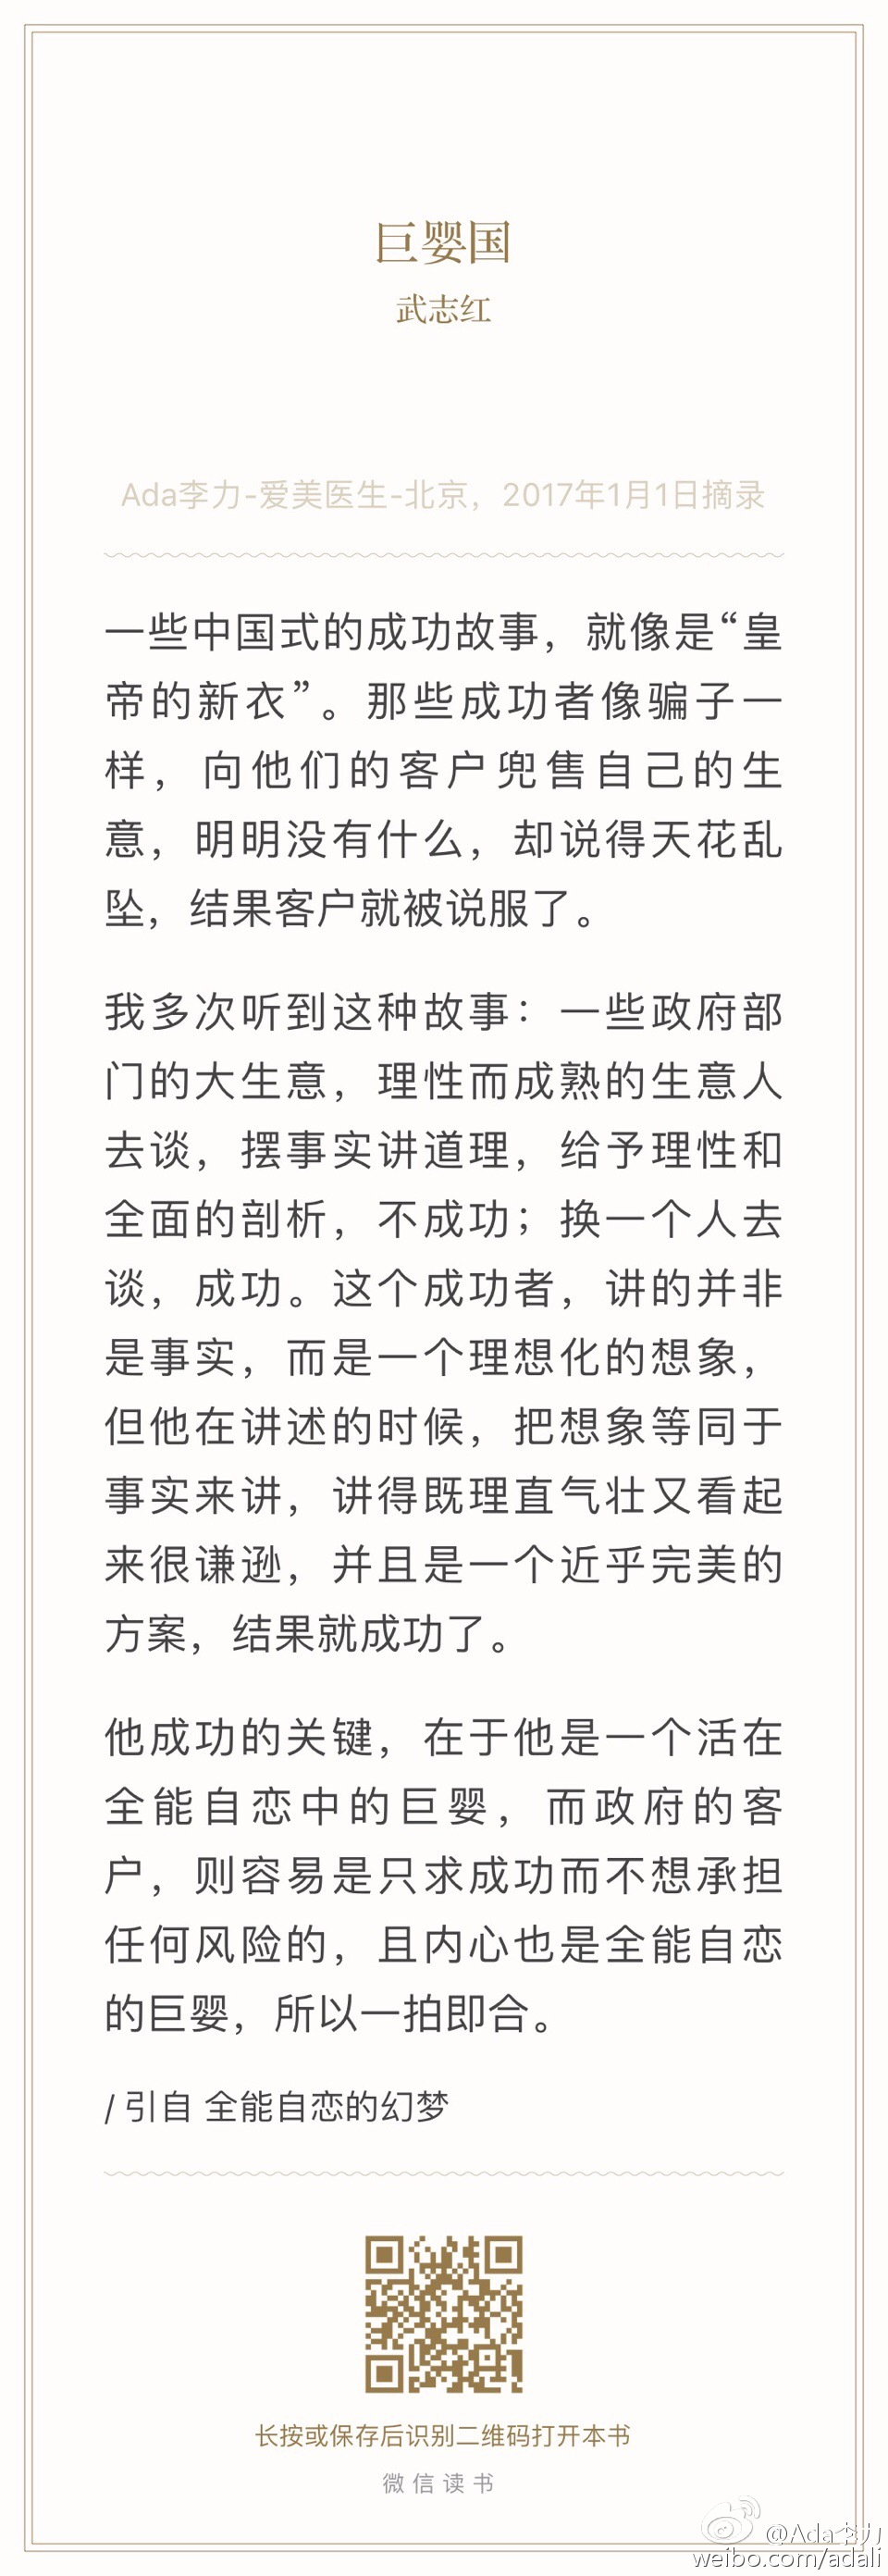 巨婴国
武志红
Ada李力-爱美医生-北京，2017年1月1日摘录
一些中国式的成功故事，就像是“皇
帝的新衣”。那些成功者像骗子一
样，向他们的客户兜售自己的生
意，明明没有什么，却说得天花乱
坠，结果客户就被说服了。
我多次听到这种故事：一些政府部
门的大生意，理性而成熟的生意人
去谈，摆事实讲道理，给予理性和
全面的剖析，不成功；换一个人去
谈，成功。这个成功者，讲的并非
是事实，而是一个理想化的想象，
但他在讲述的时候，把想象等同于
事实来讲，讲得既理直气壮又看起
来很谦逊，并且是一个近乎完美的
方案，结果就成功了。
他成功的关键，在于他是一个活在
全能自恋中的巨婴，而政府的客
户，则容易是只求成功而不想承担
任何风险的，且内心也是全能自恋
的巨婴，所以一拍即合。
/ 引自 全能自恋的幻梦
长按或保存后识别二维码打开本书
微信读书
@Ada李力
weibo.com/adali